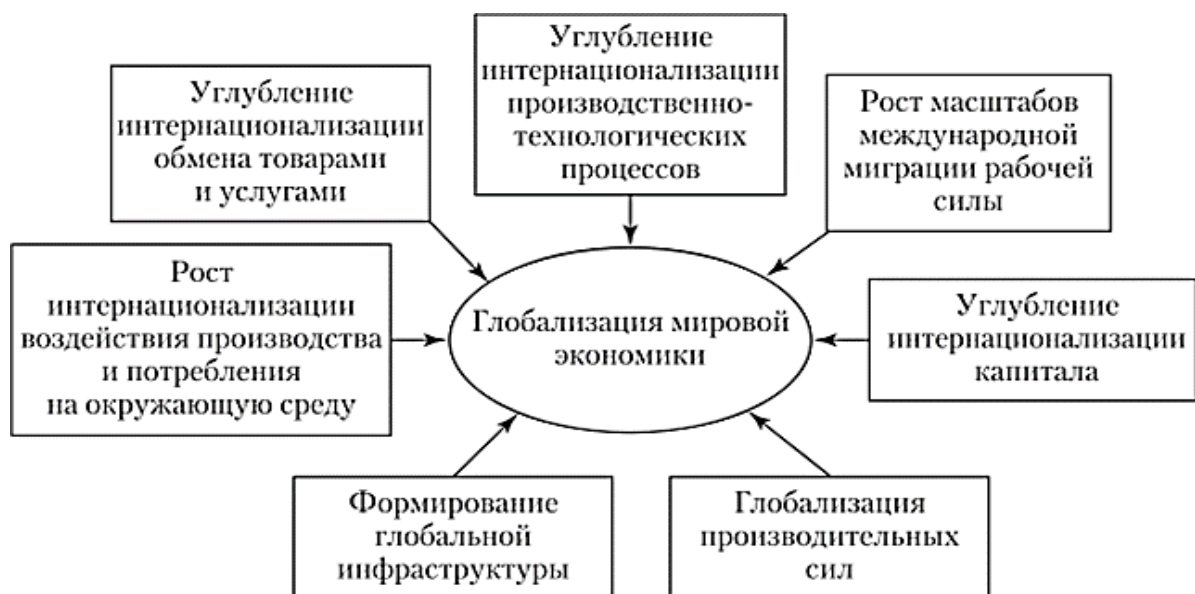 Углубление
интернационализации
производственно-
технологических
процессов
Углубление
интернационализации
обмена товарами
и услугами
Рост масштабов
международной
миграции рабочей
силы
Рост
интернационализации
воздействия производства
и потребления
на окружающую среду
Глобализация мировой
экономики
Углубление
интернационализации
капитала
Формирование
глобальной
инфраструктуры
Глобализация
производительных
сил